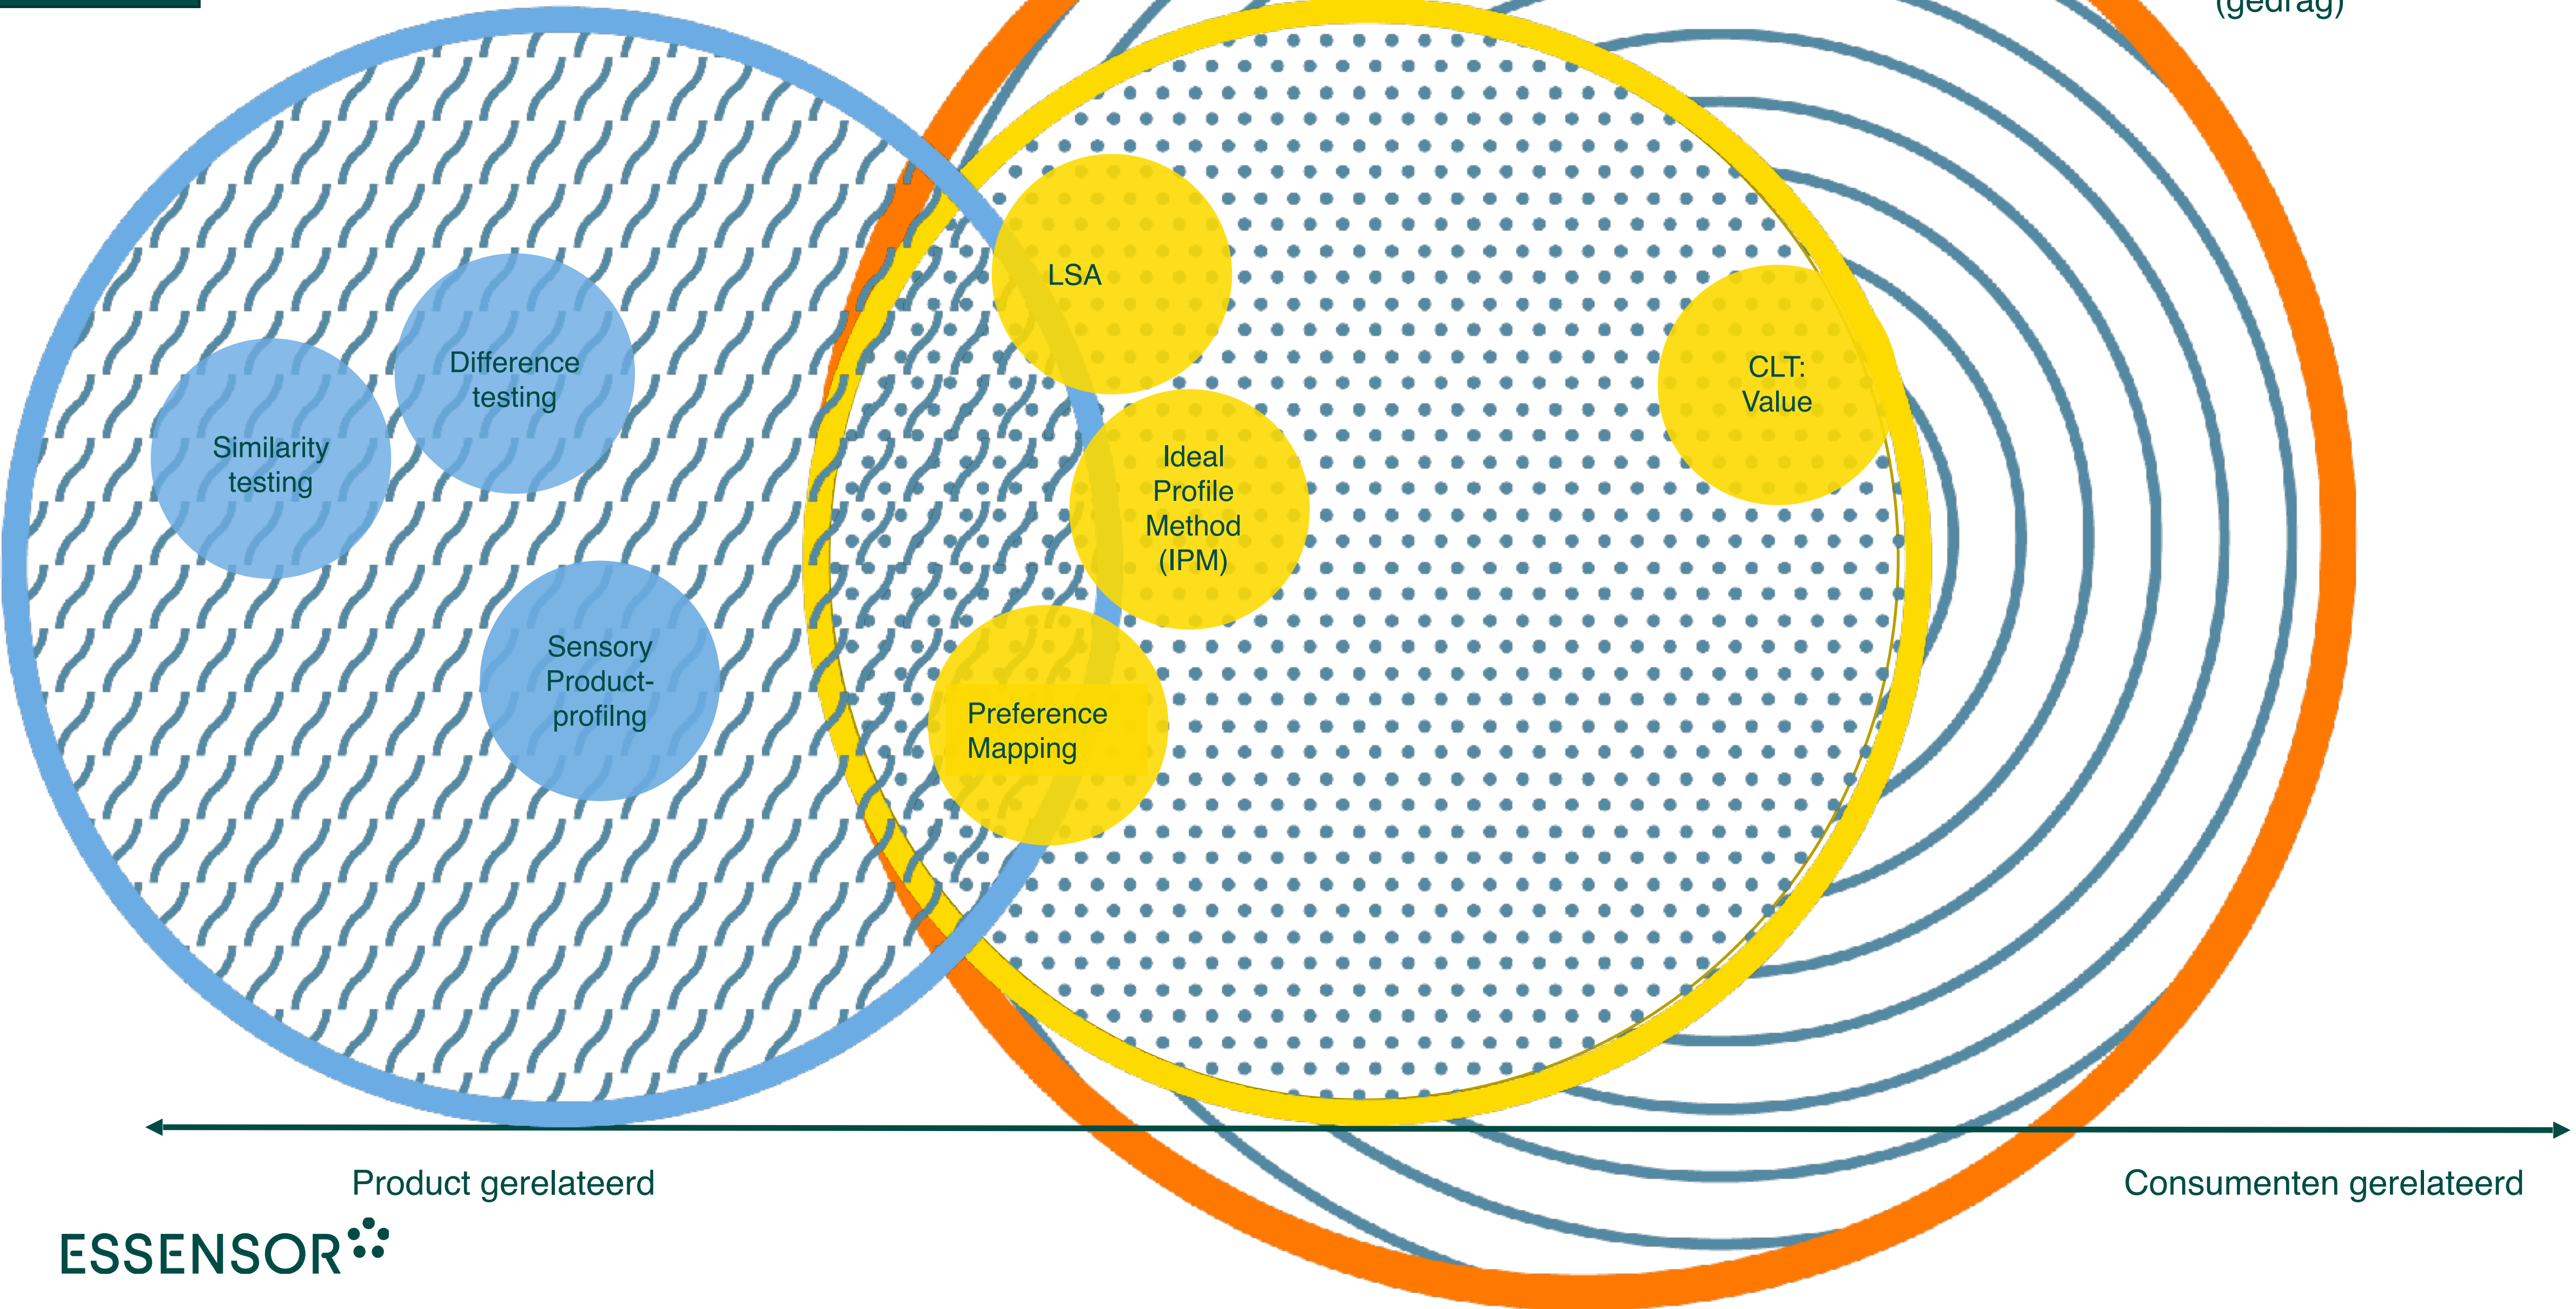 (gedrag)
LSA
Difference
testing
CLT:
Value
Similarity
testing
Ideal
Profile
Method
(IPM)
Sensory
Product-
profilng
Preference
Mapping
Product gerelateerd
Consumenten gerelateerd
ESSENSOR